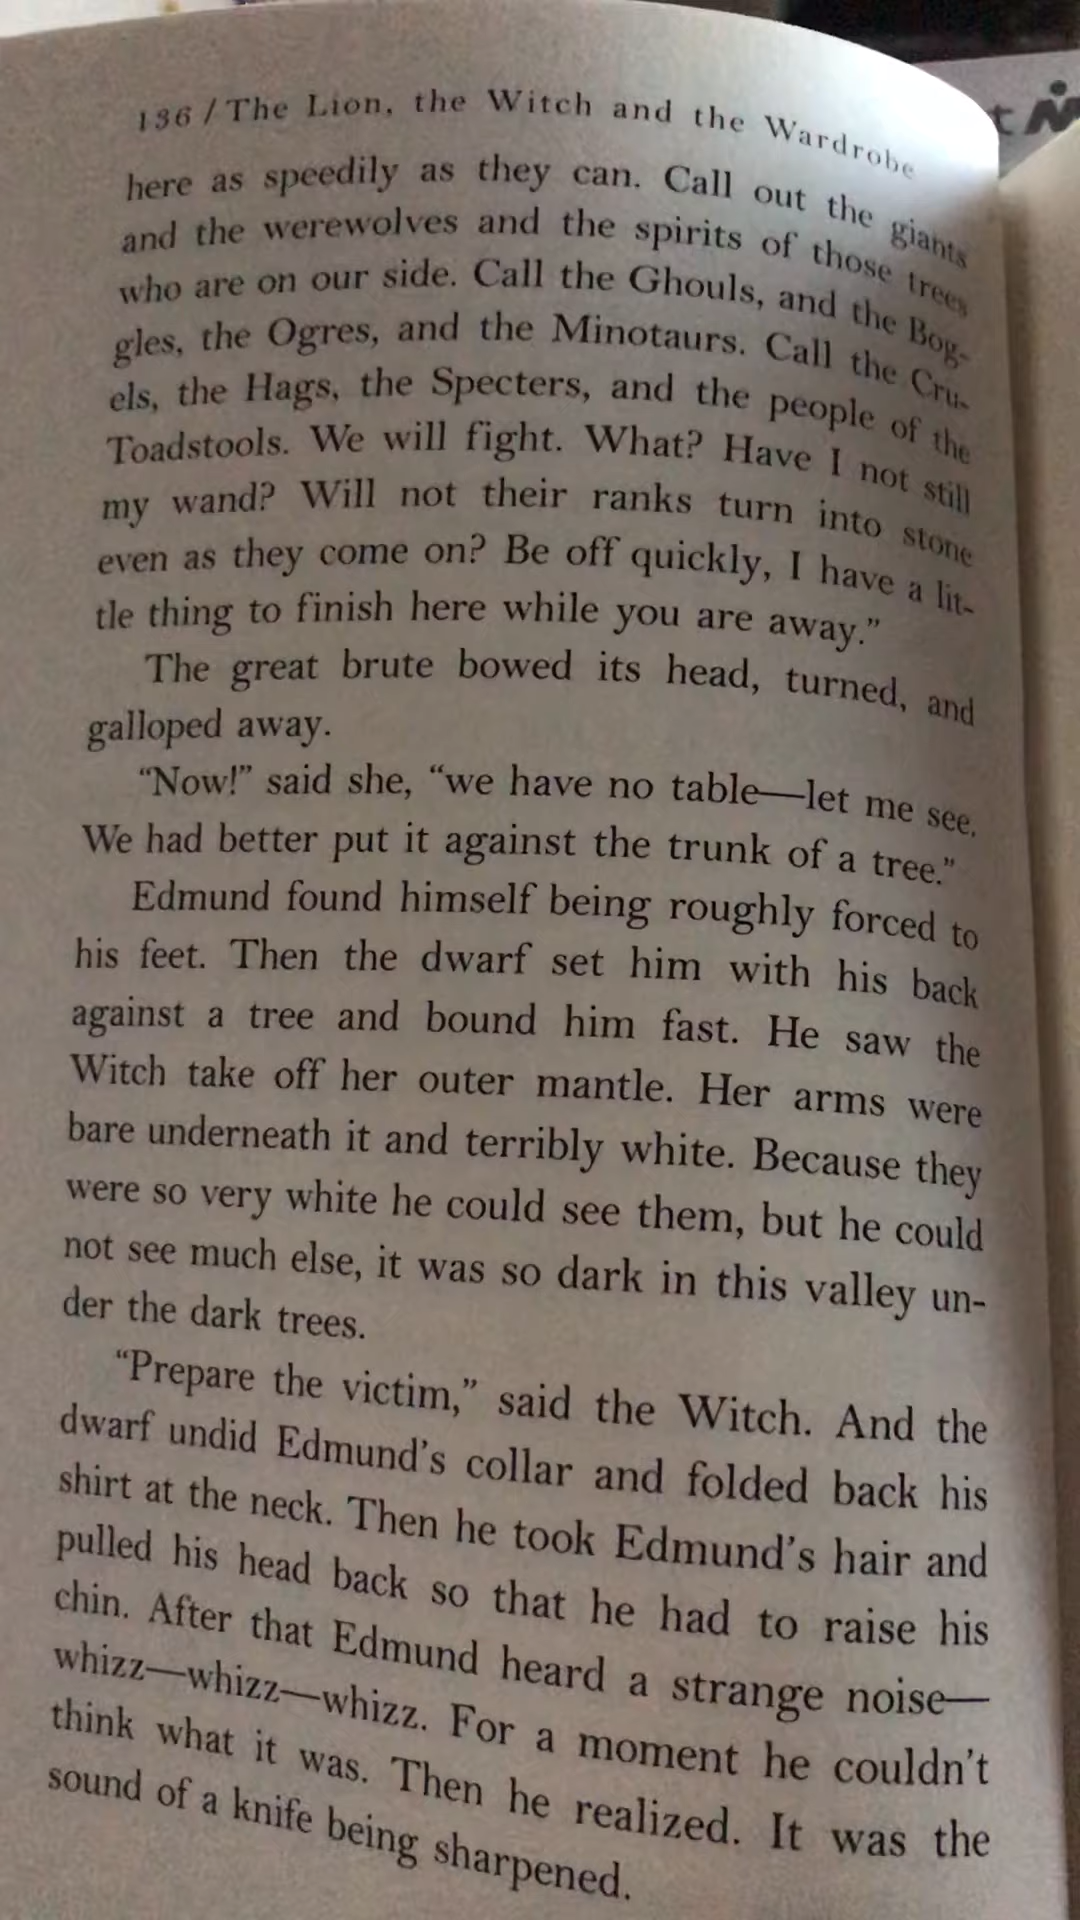 136 / The Lion, the Witch and the Wardrobe
here as speedily as they can. Call out the giants
and the werewolves and the spirits of those trees
who are on our side. Call the Ghouls, and the Bog-
gles, the Ogres, and the Minotaurs. Call the Cru-
els, the Hags, the Specters, and the people of the
Toadstools. We will fight. What? Have I not still
my wand? Will not their ranks turn into stone
even as they come on? Be off quickly, I have a lit-
tle thing to finish here while you are away.”
The great brute bowed its head, turned, and
galloped away.
“Now!” said she, “we have no table—let me see.
We had better put it against the trunk of a tree.”
Edmund found himself being roughly forced to
his feet. Then the dwarf set him with his back
against a tree and bound him fast. He saw the
Witch take off her outer mantle. Her arms were
bare underneath it and terribly white. Because they
were so very white he could see them, but he could
not see much else, it was so dark in this valley un-
der the dark trees.
“Prepare the victim,” said the Witch. And the
dwarf undid Edmund’s collar and folded back his
shirt at the neck. Then he took Edmund’s hair and
pulled his head back so that he had to raise his
chin. After that Edmund heard a strange noise—
whizz—whizz—whizz. For a moment he couldn’t
think what it was. Then he realized. It was the
sound of a knife being sharpened.